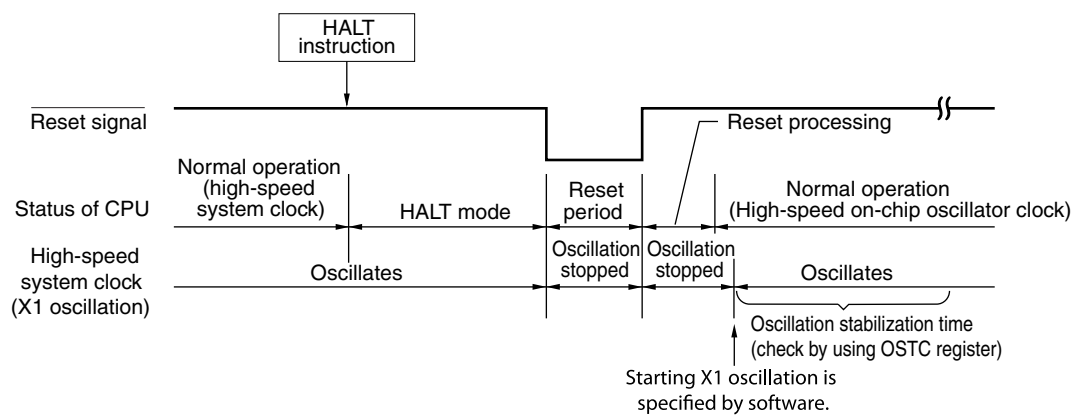 HALT
instruction
Reset signal
Reset processing
Status of CPU
Normal operation
(high-speed
system clock)
HALT mode
Reset
period
Normal operation
(High-speed on-chip oscillator clock)
High-speed
system clock
(X1 oscillation)
Oscillates
Oscillation
stopped
Oscillation
stopped
Oscillates
Oscillation stabilization time
(check by using OSTC register)
Starting X1 oscillation is
specified by software.